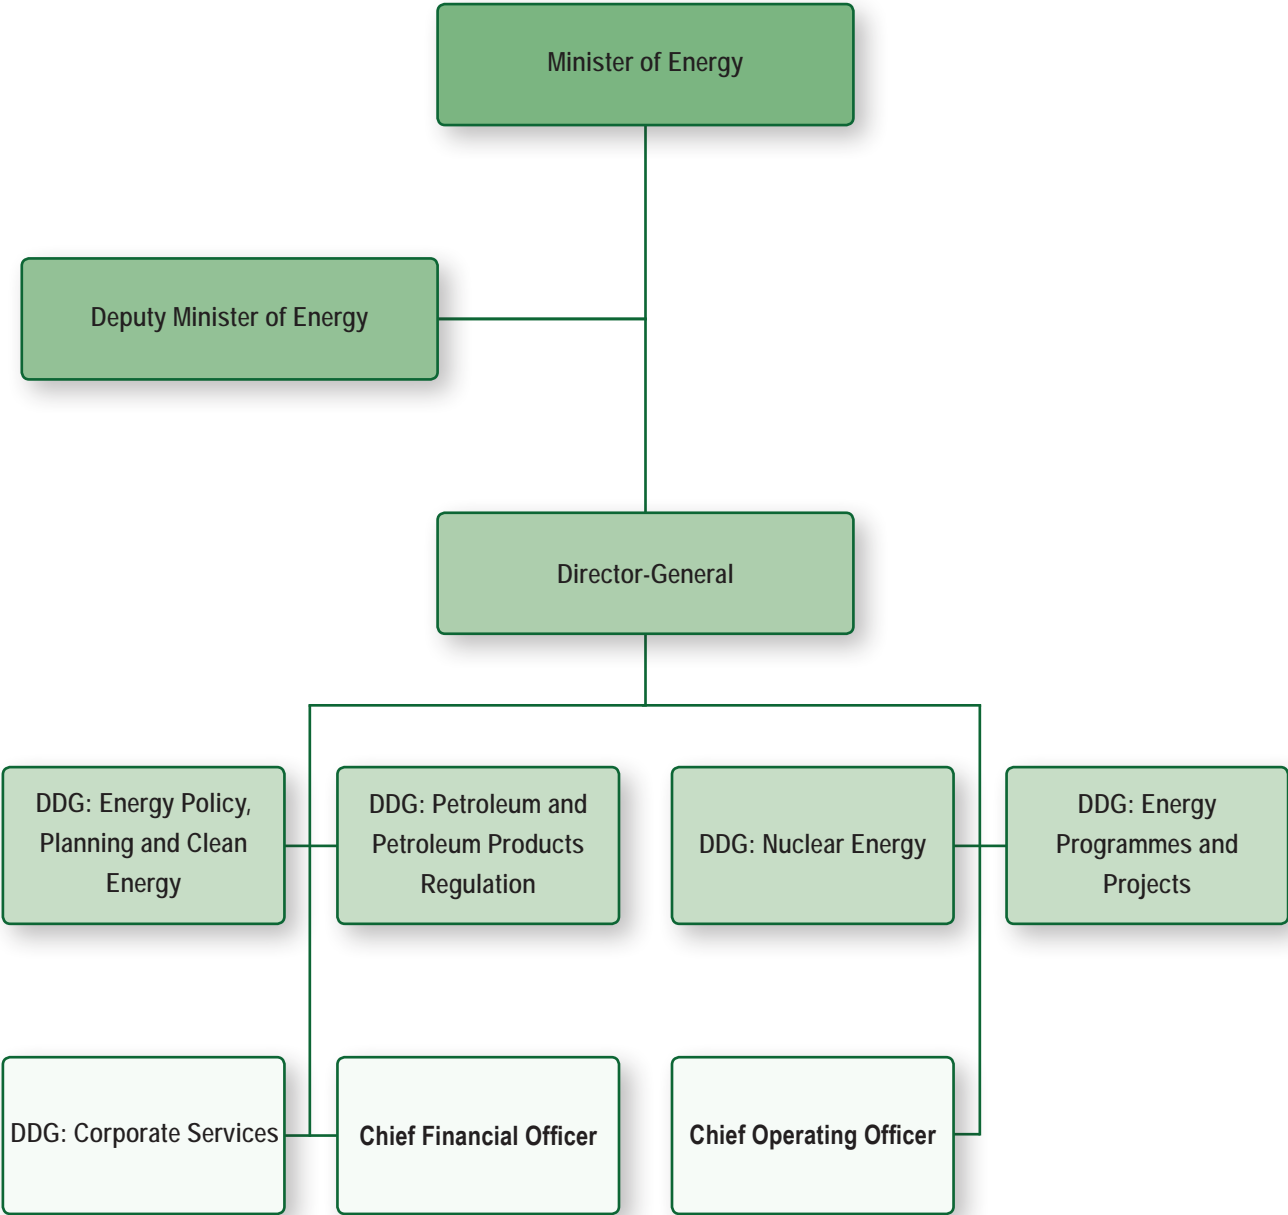 Minister of Energy
Deputy Minister of Energy
Director-General
DDG: Energy Policy,
Planning and Clean
Energy
DDG: Petroleum and
Petroleum Products
Regulation
DDG: Nuclear Energy
DDG: Energy
Programmes and
Projects
DDG: Corporate Services
Chief Financial Officer
Chief Operating Officer